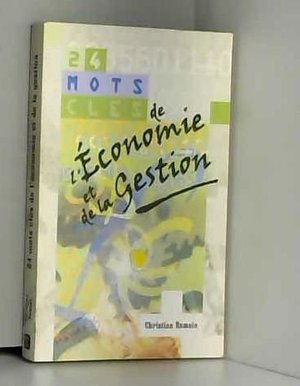 24
MOTS
CLES
de
l'Économie
et
de la Gestion
Christian Romain
24 mots clés de l'économie et de la gestion